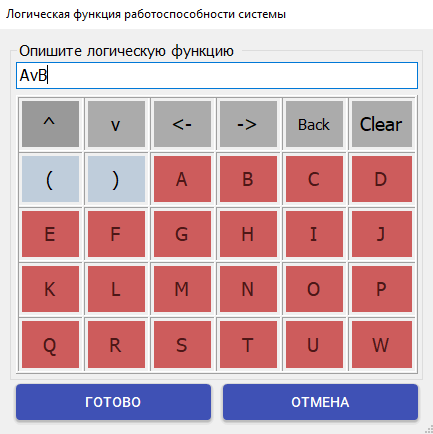 Логическая функция работоспособности системы
Опишите логическую функцию
AvB
^ v <- -> Back Clear
( ) A B C D
E F G H I J
K L M N O P
Q R S T U W
ГОТОВО ОТМЕНА